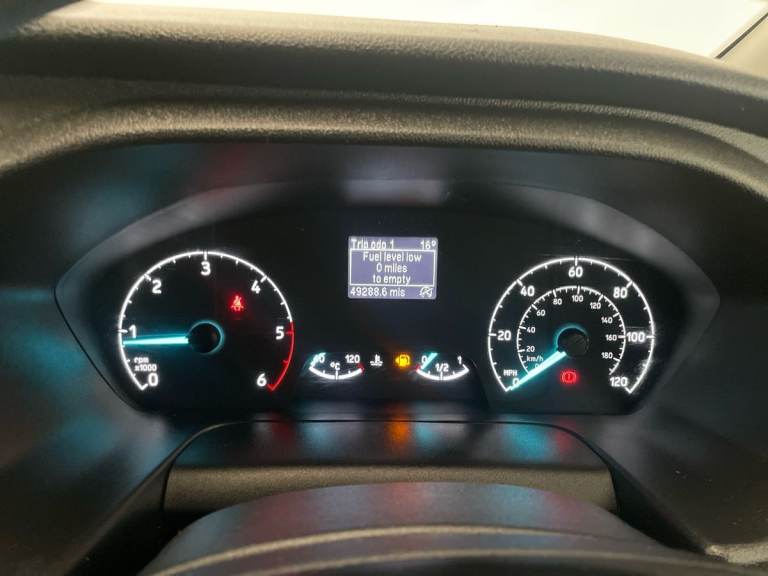 Trip odo 1 16°
Fuel level low
0 miles
to empty
49288.6 mls
0 1 2 3 4 5 6
rpm
x1000
120
°C
0 1/2 1
0 20 40 60 80 100 120
MPH
20 40 60 80 100 120 140 160 180
km/h